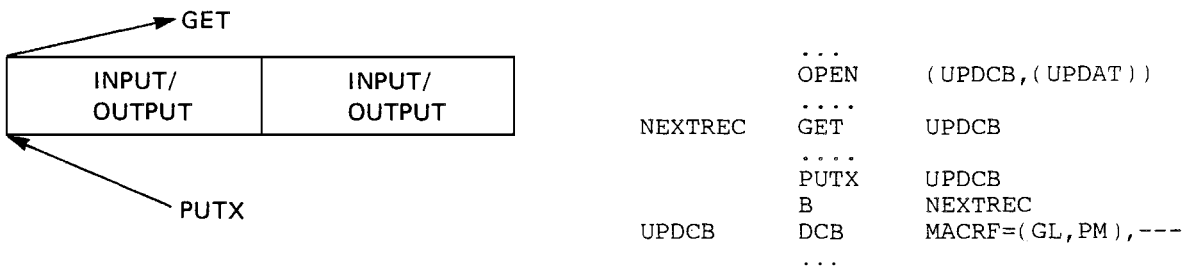 GET
INPUT/ INPUT/
OUTPUT OUTPUT
PUTX
...
OPEN (UPDCB,(UPDAT))
....
NEXTREC GET UPDCB
....
PUTX UPDCB
B NEXTREC
UPDCB DCB MACRF=(GL,PM),---
...